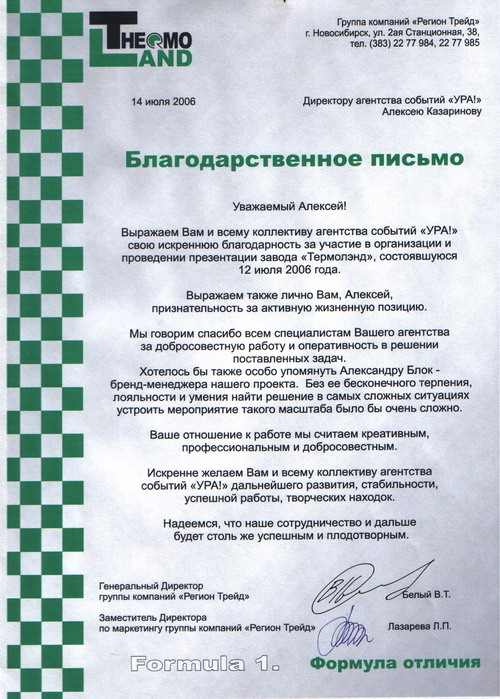 THERMO
LAND
Группа компаний «Регион Трейд»
г. Новосибирск, ул. 2ая Станционная, 38,
тел. (383) 22 77 984, 22 77 985
14 июля 2006
Директору агентства событий «УРА!»
Алексею Казаринову
Благодарственное письмо
Уважаемый Алексей!
Выражаем Вам и всему коллективу агентства событий «УРА!»
свою искреннюю благодарность за участие в организации и
проведении презентации завода «Термолэнд», состоявшуюся
12 июля 2006 года.
Выражаем также лично Вам, Алексей,
признательность за активную жизненную позицию.
Мы говорим спасибо всем специалистам Вашего агентства
за добросовестную работу и оперативность в решении
поставленных задач.
Хотелось бы также особо упомянуть Александру Блок -
бренд-менеджера нашего проекта. Без ее бесконечного терпения,
лояльности и умения найти решение в самых сложных ситуациях
устроить мероприятие такого масштаба было бы очень сложно.
Ваше отношение к работе мы считаем креативным,
профессиональным и добросовестным.
Искренне желаем Вам и всему коллективу агентства
событий «УРА!» дальнейшего развития, стабильности,
успешной работы, творческих находок.
Надеемся, что наше сотрудничество и дальше
будет столь же успешным и плодотворным.
Генеральный Директор
группы компаний «Регион Трейд»
Белый В.Т.
Заместитель Директора
по маркетингу группы компаний «Регион Трейд»
Лазарева Л.П.
Formula 1.
Формула отличия